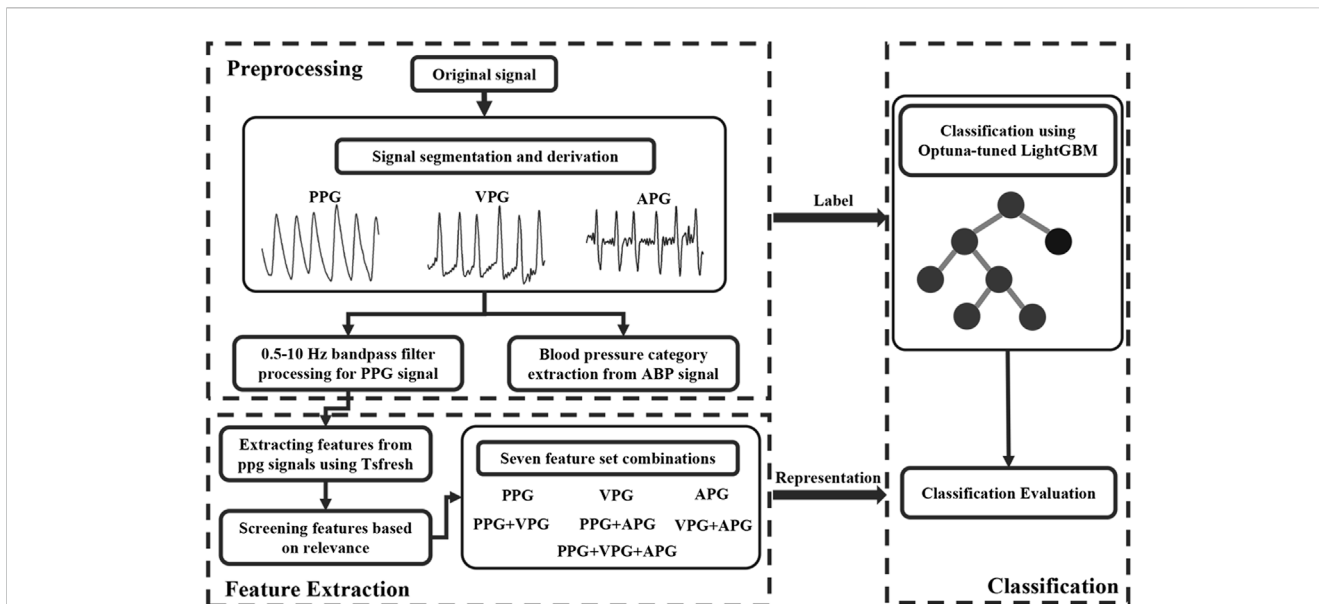 Preprocessing
Original signal
Signal segmentation and derivation
PPG
VPG
APG
0.5-10 Hz bandpass filter
processing for PPG signal
Blood pressure category
extraction from ABP signal
Extracting features from
ppg signals using Tsfresh
Screening features based
on relevance
Seven feature set combinations
PPG
VPG
APG
PPG+VPG
PPG+APG
VPG+APG
PPG+VPG+APG
Feature Extraction
Label
Representation
Classification using
Optuna-tuned LightGBM
Classification Evaluation
Classification